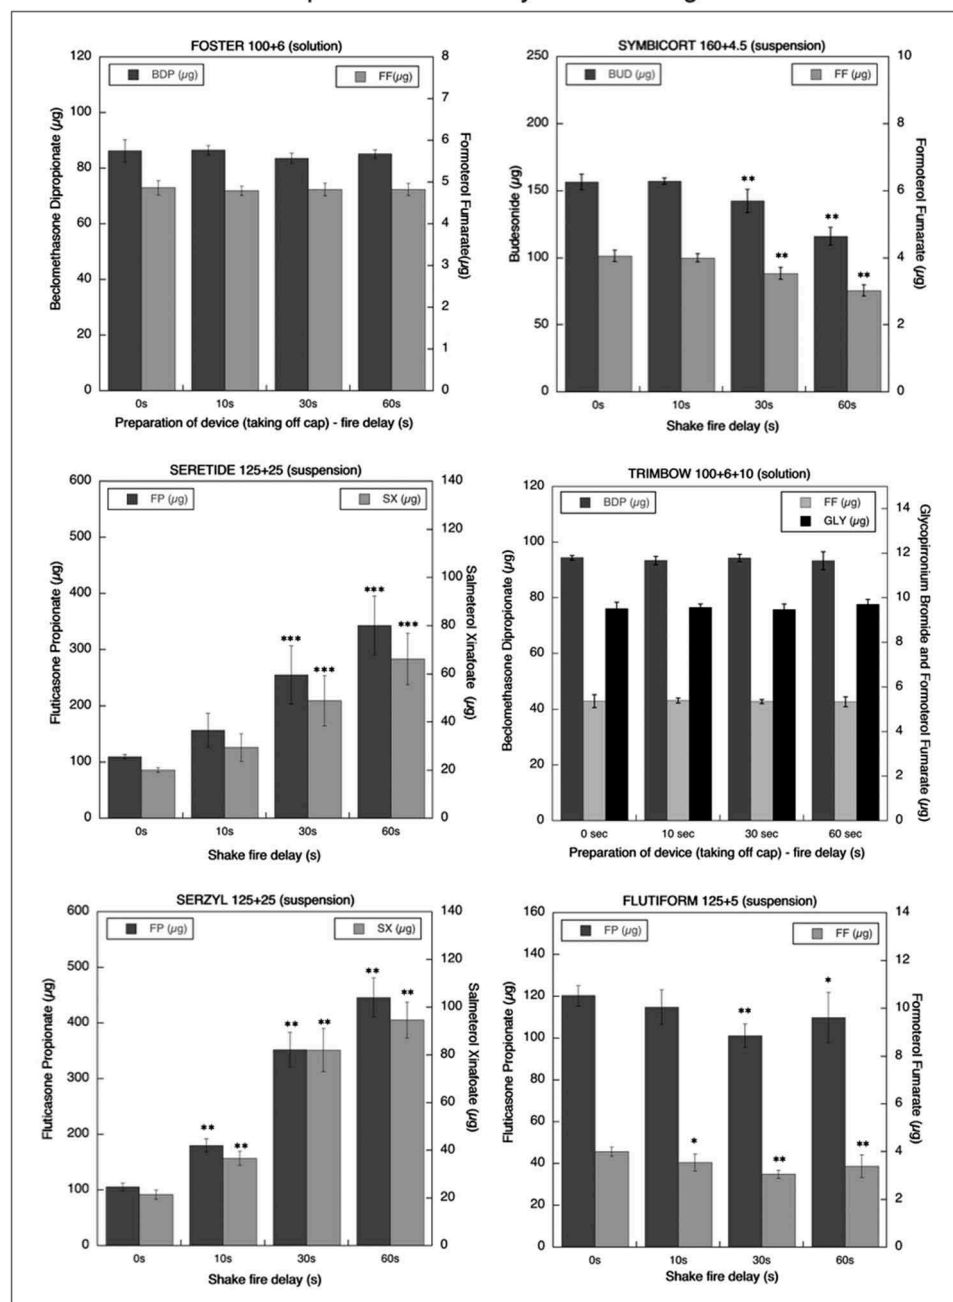 FOSTER 100+6 (solution)
BDP (µg)
FF(µg)
Beclomethasone Dipropionate (µg)
Formoterol Fumarate(µg)
120
100
80
60
40
20
0
8
7
6
5
4
3
2
1
0
0s 10s 30s 60s
Preparation of device (taking off cap) - fire delay (s)
SYMBICORT 160+4.5 (suspension)
BUD (µg)
FF (µg)
Budesonide (µg)
Formoterol Fumarate (µg)
250
200
150
100
50
0
10
8
6
4
2
0
** **
** **
0s 10s 30s 60s
Shake fire delay (s)
SERETIDE 125+25 (suspension)
FP (µg)
SX (µg)
Fluticasone Propionate (µg)
Salmeterol Xinafoate (µg)
600
500
400
300
200
100
0
140
120
100
80
60
40
20
0
*** *** *** ***
0s 10s 30s 60s
Shake fire delay (s)
TRIMBOW 100+6+10 (solution)
BDP (µg)
FF (µg)
GLY (µg)
Beclomethasone Dipropionate (µg)
Glycopirronium Bromide and Formoterol Fumarate (µg)
120
100
80
60
40
20
0
14
12
10
8
6
4
2
0
0 sec 10 sec 30 sec 60 sec
Preparation of device (taking off cap) - fire delay (s)
SERZYL 125+25 (suspension)
FP (µg)
SX (µg)
Fluticasone Propionate (µg)
Salmeterol Xinafoate (µg)
600
500
400
300
200
100
0
140
120
100
80
60
40
20
0
** ** ** ** ** **
0s 10s 30s 60s
Shake fire delay (s)
FLUTIFORM 125+5 (suspension)
FP (µg)
FF (µg)
Fluticasone Propionate (µg)
Formoterol Fumarate (µg)
160
140
120
100
80
60
40
20
0
14
12
10
8
6
4
2
0
** *
* ** **
0s 10s 30s 60s
Shake fire delay (s)